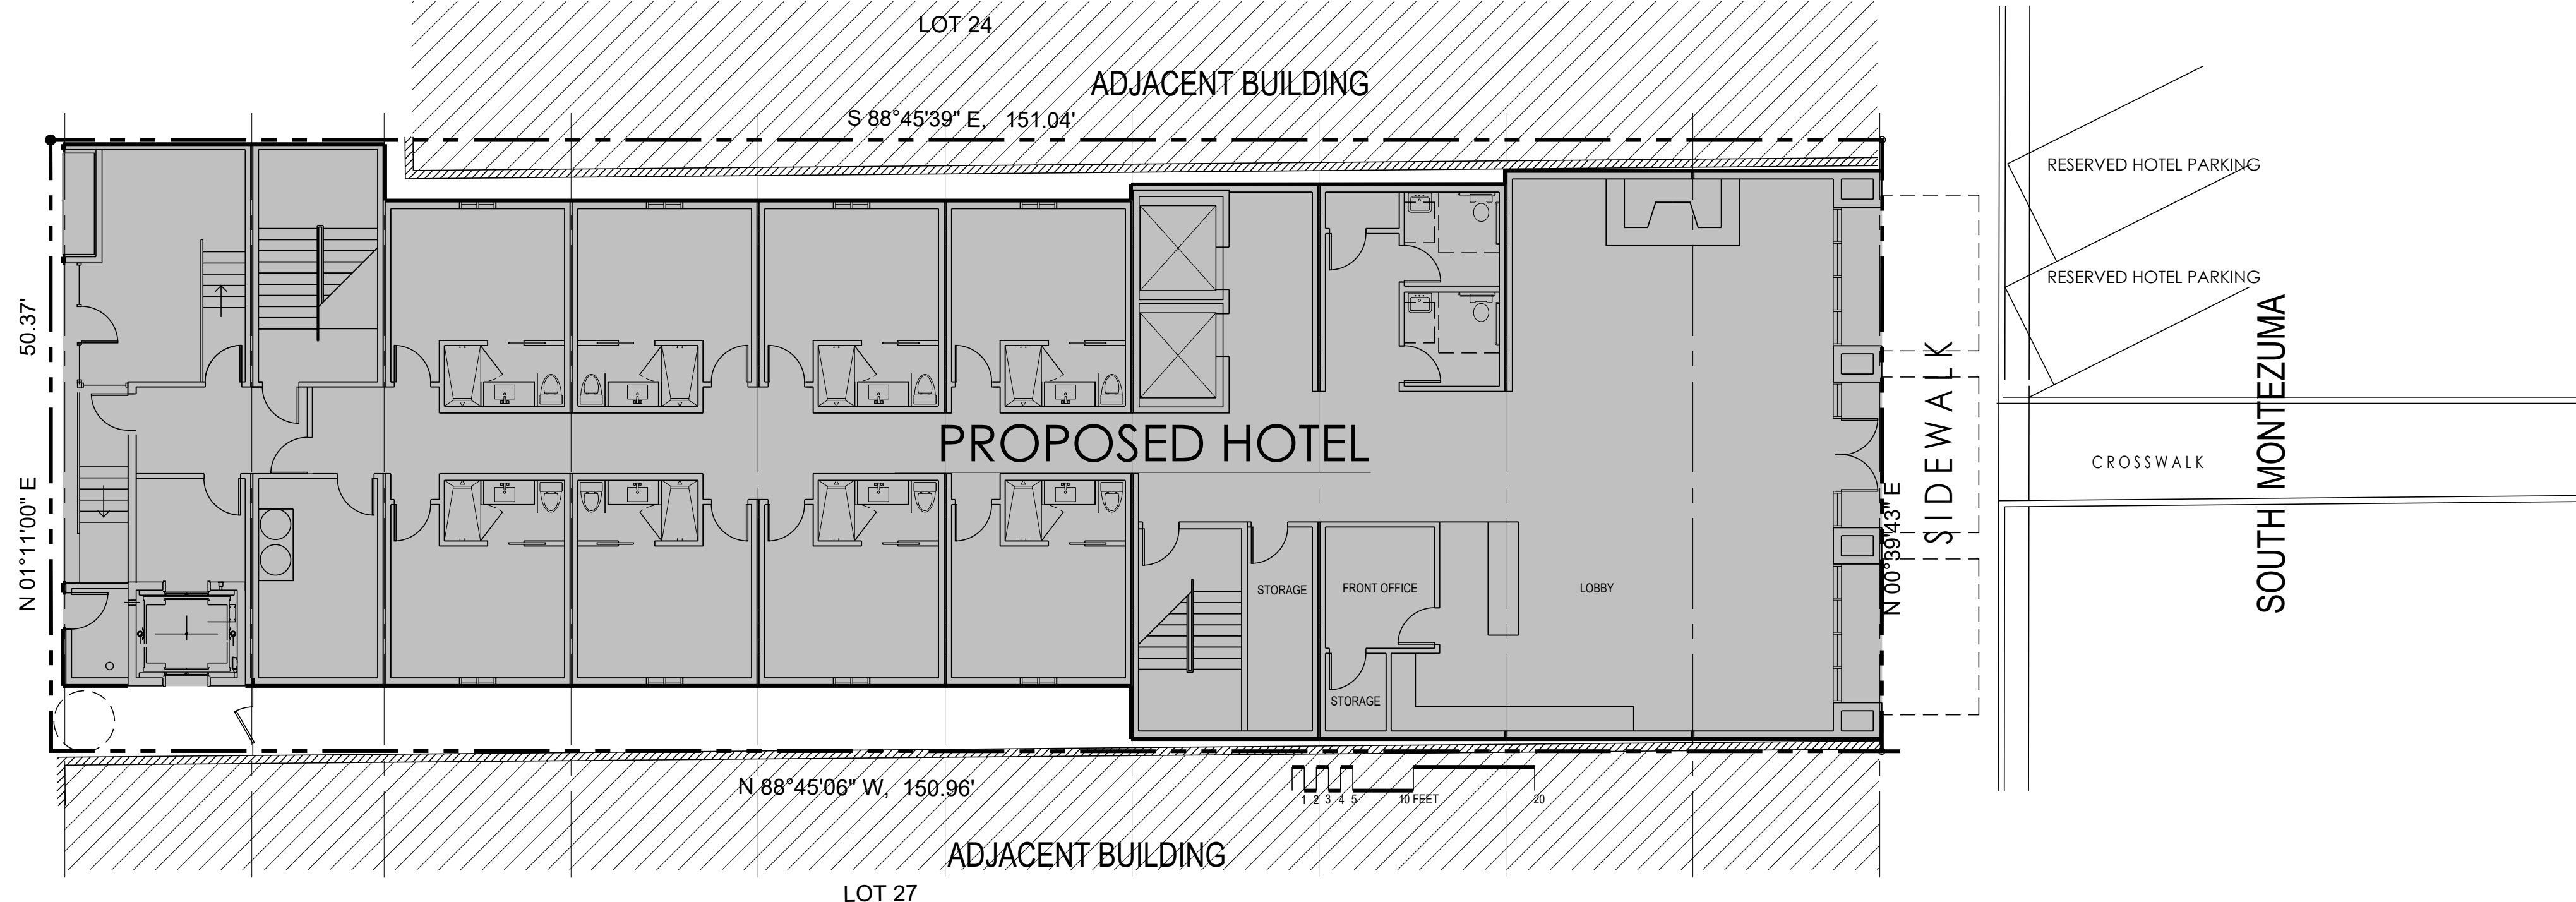 LOT 24
ADJACENT BUILDING
S 88°45'39" E, 151.04'
RESERVED HOTEL PARKING
RESERVED HOTEL PARKING
50.37'
N 01°11'00" E
PROPOSED HOTEL
SIDEWALK
CROSSWALK
SOUTH MONTEZUMA
N 00°39'43" E
STORAGE
FRONT OFFICE
LOBBY
STORAGE
N 88°45'06" W, 150.96'
1 2 3 4 5 10 FEET 20
ADJACENT BUILDING
LOT 27